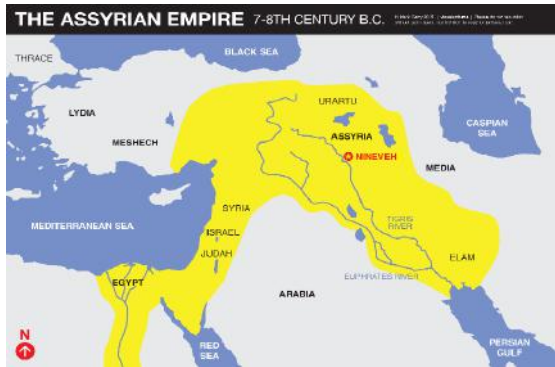 THE ASSYRIAN EMPIRE 7-8TH CENTURY B.C.
BLACK SEA
THRACE
URARTU
LYDIA
ASSYRIA
CASPIAN
SEA
MESHECH
NINEVEH
MEDIA
SYRIA
MEDITERRANEAN SEA
TIGRIS
RIVER
ISRAEL
JUDAH
ELAM
EUPHRATES RIVER
EGYPT
ARABIA
N
RED
SEA
PERSIAN
GULF